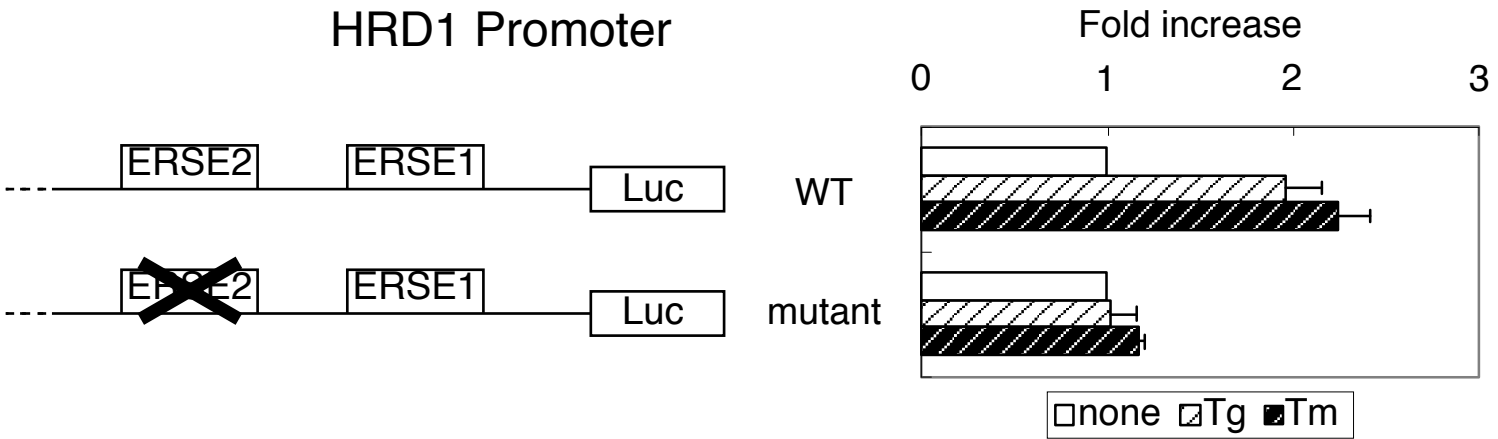 HRD1 Promoter
Fold increase
0 1 2 3
ERSE2 ERSE1 Luc WT
ERSE2 ERSE1 Luc mutant
none Tg Tm